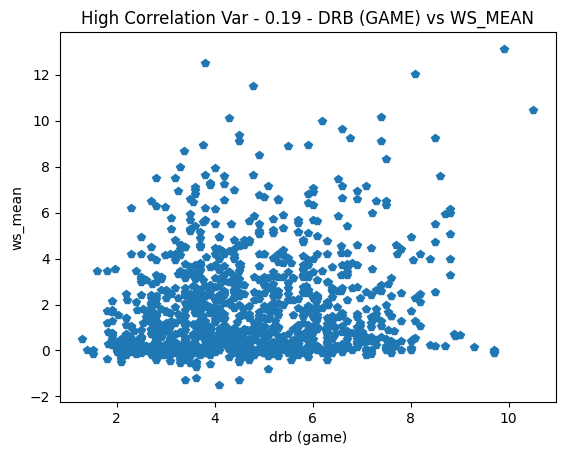 High Correlation Var - 0.19 - DRB (GAME) vs WS_MEAN
12
10
8
6
4
2
0
−2
ws_mean
2 4 6 8 10
drb (game)